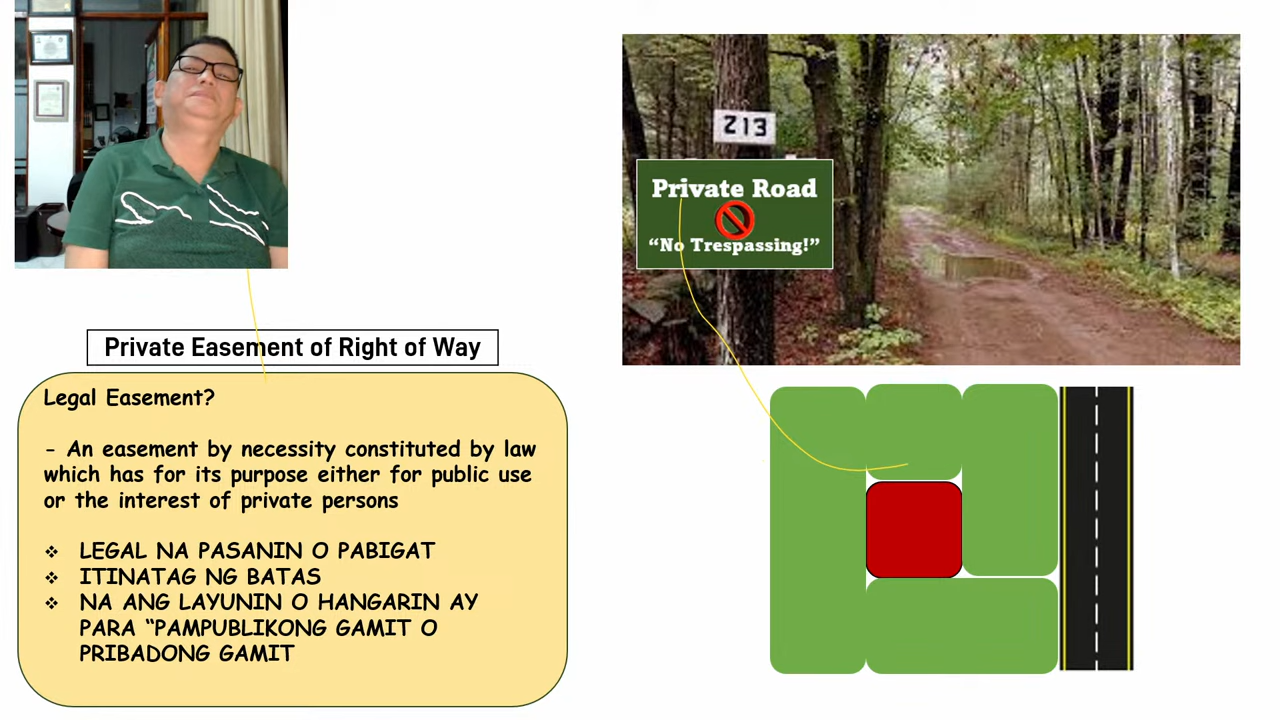 213
Private Road
"No Trespassing!"
Private Easement of Right of Way
Legal Easement?
- An easement by necessity constituted by law
which has for its purpose either for public use
or the interest of private persons
❖ LEGAL NA PASANIN O PABIGAT
❖ ITINATAG NG BATAS
❖ NA ANG LAYUNIN O HANGARIN AY
PARA “PAMPUBLIKONG GAMIT O
PRIBADONG GAMIT